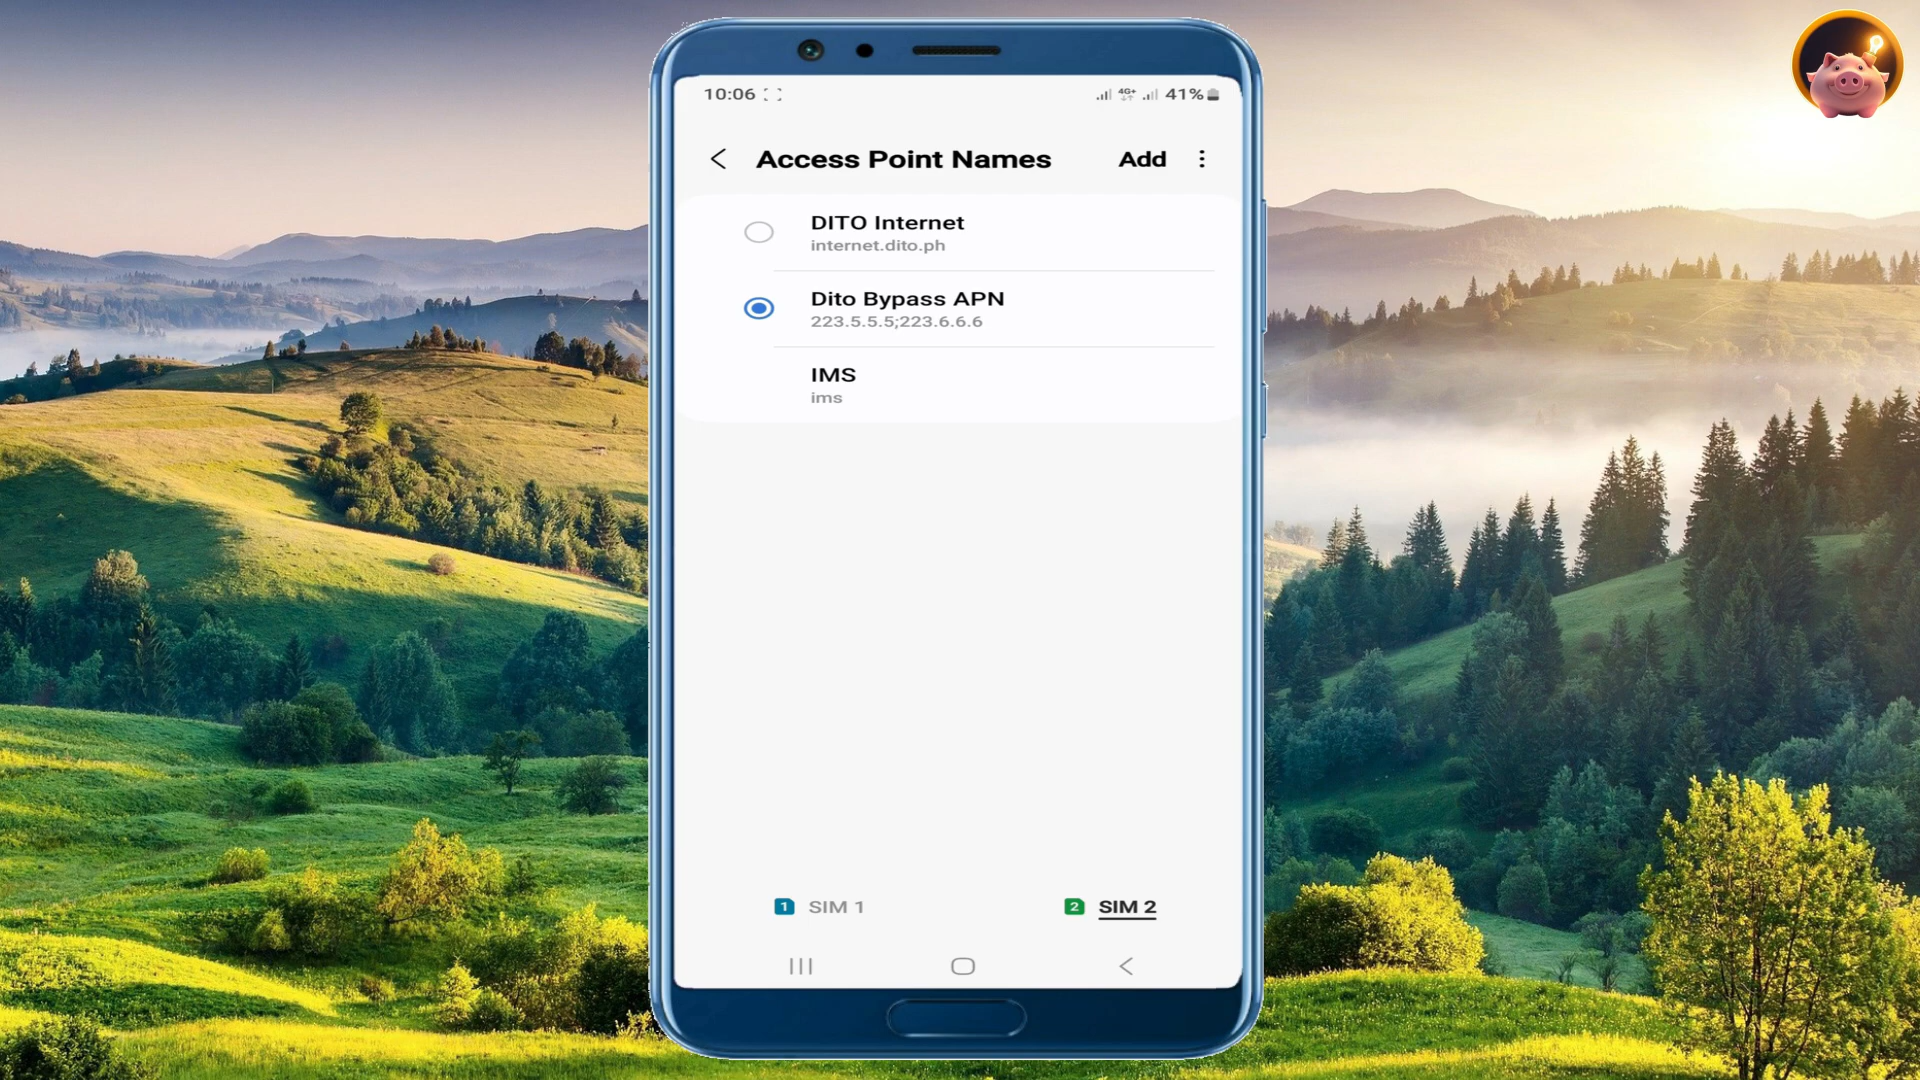 10:06
4G+ 41%
Access Point Names Add
DITO Internet
internet.dito.ph
Dito Bypass APN
223.5.5.5;223.6.6.6
IMS
ims
1 SIM 1 2 SIM 2